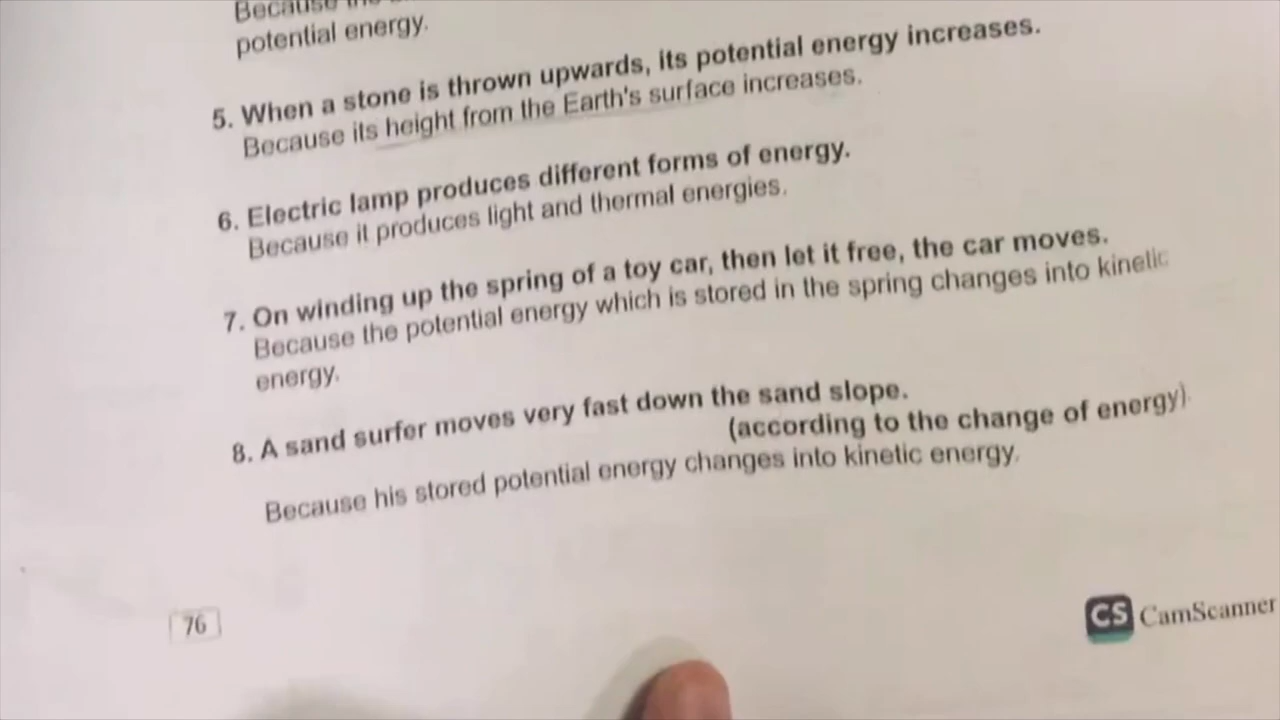 Because the
potential energy.
5. When a stone is thrown upwards, its potential energy increases.
Because its height from the Earth's surface increases.
6. Electric lamp produces different forms of energy.
Because it produces light and thermal energies.
7. On winding up the spring of a toy car, then let it free, the car moves.
Because the potential energy which is stored in the spring changes into kinetic
energy.
8. A sand surfer moves very fast down the sand slope.
(according to the change of energy)
Because his stored potential energy changes into kinetic energy.
76
CS CamScanner